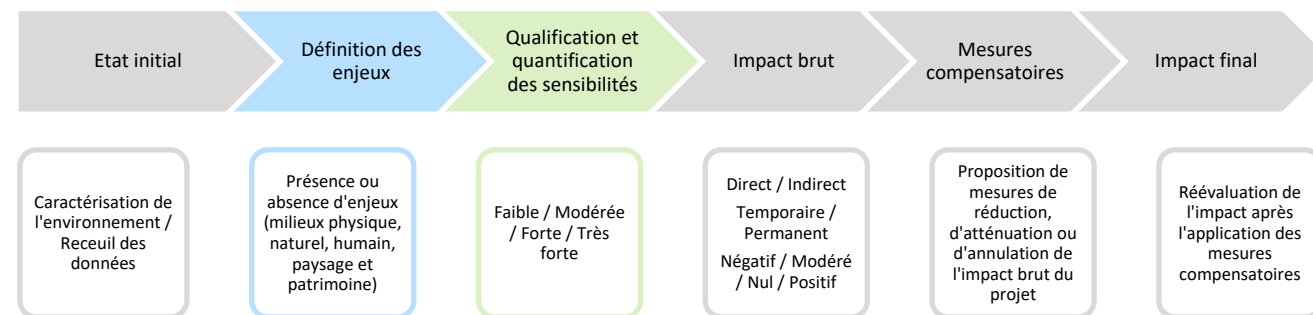 Etat initial
Définition des
enjeux
Qualification et
quantification
des sensibilités
Impact brut
Mesures
compensatoires
Impact final
Caractérisation de
l'environnement /
Receuil des
données
Présence ou
absence d'enjeux
(milieux physique,
naturel, humain,
paysage et
patrimoine)
Faible / Modérée
/ Forte / Très
forte
Direct / Indirect
Temporaire /
Permanent
Négatif / Modéré
/ Nul / Positif
Proposition de
mesures de
réduction,
d'atténuation ou
d'annulation de
l'impact brut du
projet
Réévaluation de
l'impact après
l'application des
mesures
compensatoires